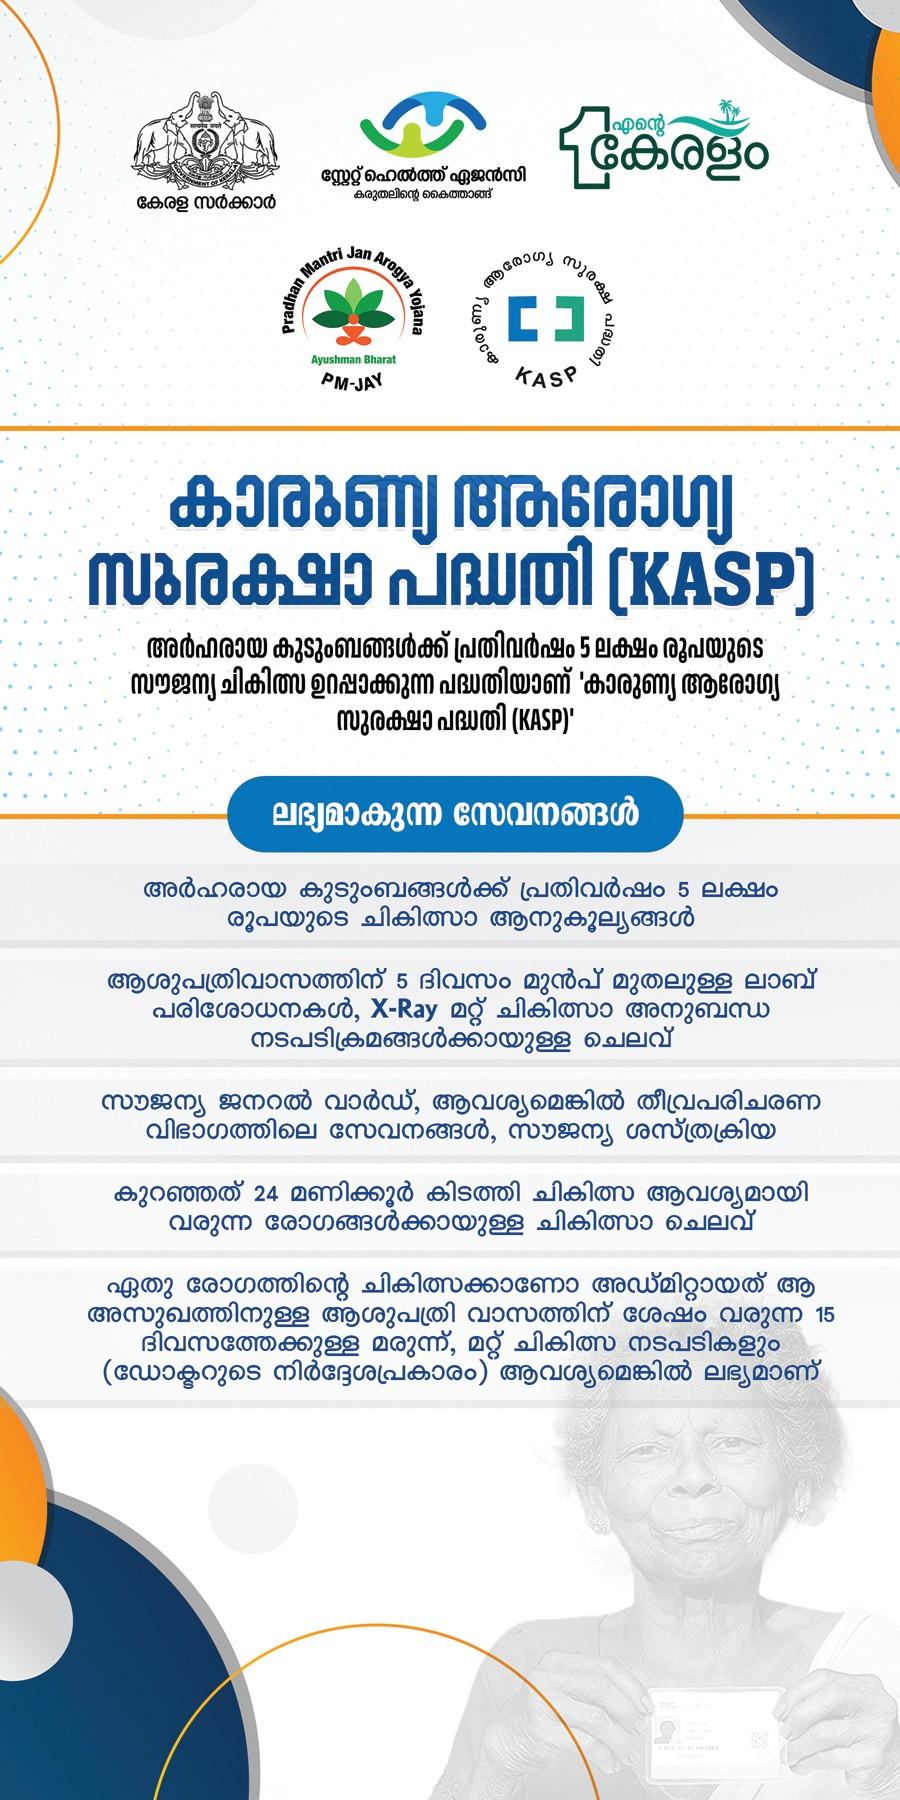 കേരള സർക്കാർ
സ്റ്റേറ്റ് ഹെൽത്ത് ഏജൻസി
കരുതലിന്റെ കൈത്താങ്ങ്
എന്റെ
കേരളം
Pradhan Mantri Jan Arogya Yojana
Ayushman Bharat
PM-JAY
കാരുണ്യ ആരോഗ്യ സുരക്ഷ പദ്ധതി
KASP
കാരുണ്യ ആരോഗ്യ
സുരക്ഷാ പദ്ധതി (KASP)
അർഹരായ കുടുംബങ്ങൾക്ക് പ്രതിവർഷം 5 ലക്ഷം രൂപയുടെ
സൗജന്യ ചികിത്സ ഉറപ്പാക്കുന്ന പദ്ധതിയാണ് 'കാരുണ്യ ആരോഗ്യ
സുരക്ഷാ പദ്ധതി (KASP)'
ലഭ്യമാകുന്ന സേവനങ്ങൾ
അർഹരായ കുടുംബങ്ങൾക്ക് പ്രതിവർഷം 5 ലക്ഷം
രൂപയുടെ ചികിത്സാ ആനുകൂല്യങ്ങൾ
ആശുപത്രിവാസത്തിന് 5 ദിവസം മുൻപ് മുതലുള്ള ലാബ്
പരിശോധനകൾ, X-Ray മറ്റ് ചികിത്സാ അനുബന്ധ
നടപടിക്രമങ്ങൾക്കായുള്ള ചെലവ്
സൗജന്യ ജനറൽ വാർഡ്, ആവശ്യമെങ്കിൽ തീവ്രപരിചരണ
വിഭാഗത്തിലെ സേവനങ്ങൾ, സൗജന്യ ശസ്ത്രക്രിയ
കുറഞ്ഞത് 24 മണിക്കൂർ കിടത്തി ചികിത്സ ആവശ്യമായി
വരുന്ന രോഗങ്ങൾക്കായുള്ള ചികിത്സാ ചെലവ്
ഏതു രോഗത്തിന്റെ ചികിത്സക്കാണോ അഡ്മിറ്റായത് ആ
അസുഖത്തിനുള്ള ആശുപത്രി വാസത്തിന് ശേഷം വരുന്ന 15
ദിവസത്തേക്കുള്ള മരുന്ന്, മറ്റ് ചികിത്സ നടപടികളും
(ഡോക്ടറുടെ നിർദ്ദേശപ്രകാരം) ആവശ്യമെങ്കിൽ ലഭ്യമാണ്